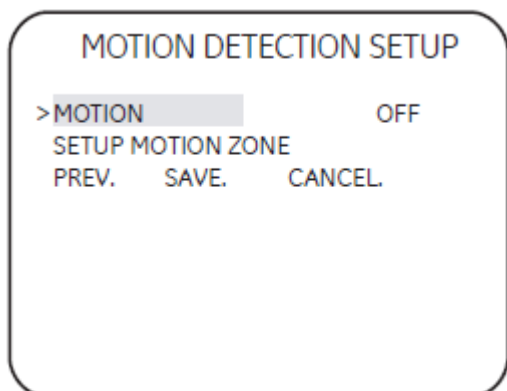 MOTION DETECTION SETUP
>MOTION OFF
SETUP MOTION ZONE
PREV. SAVE. CANCEL.